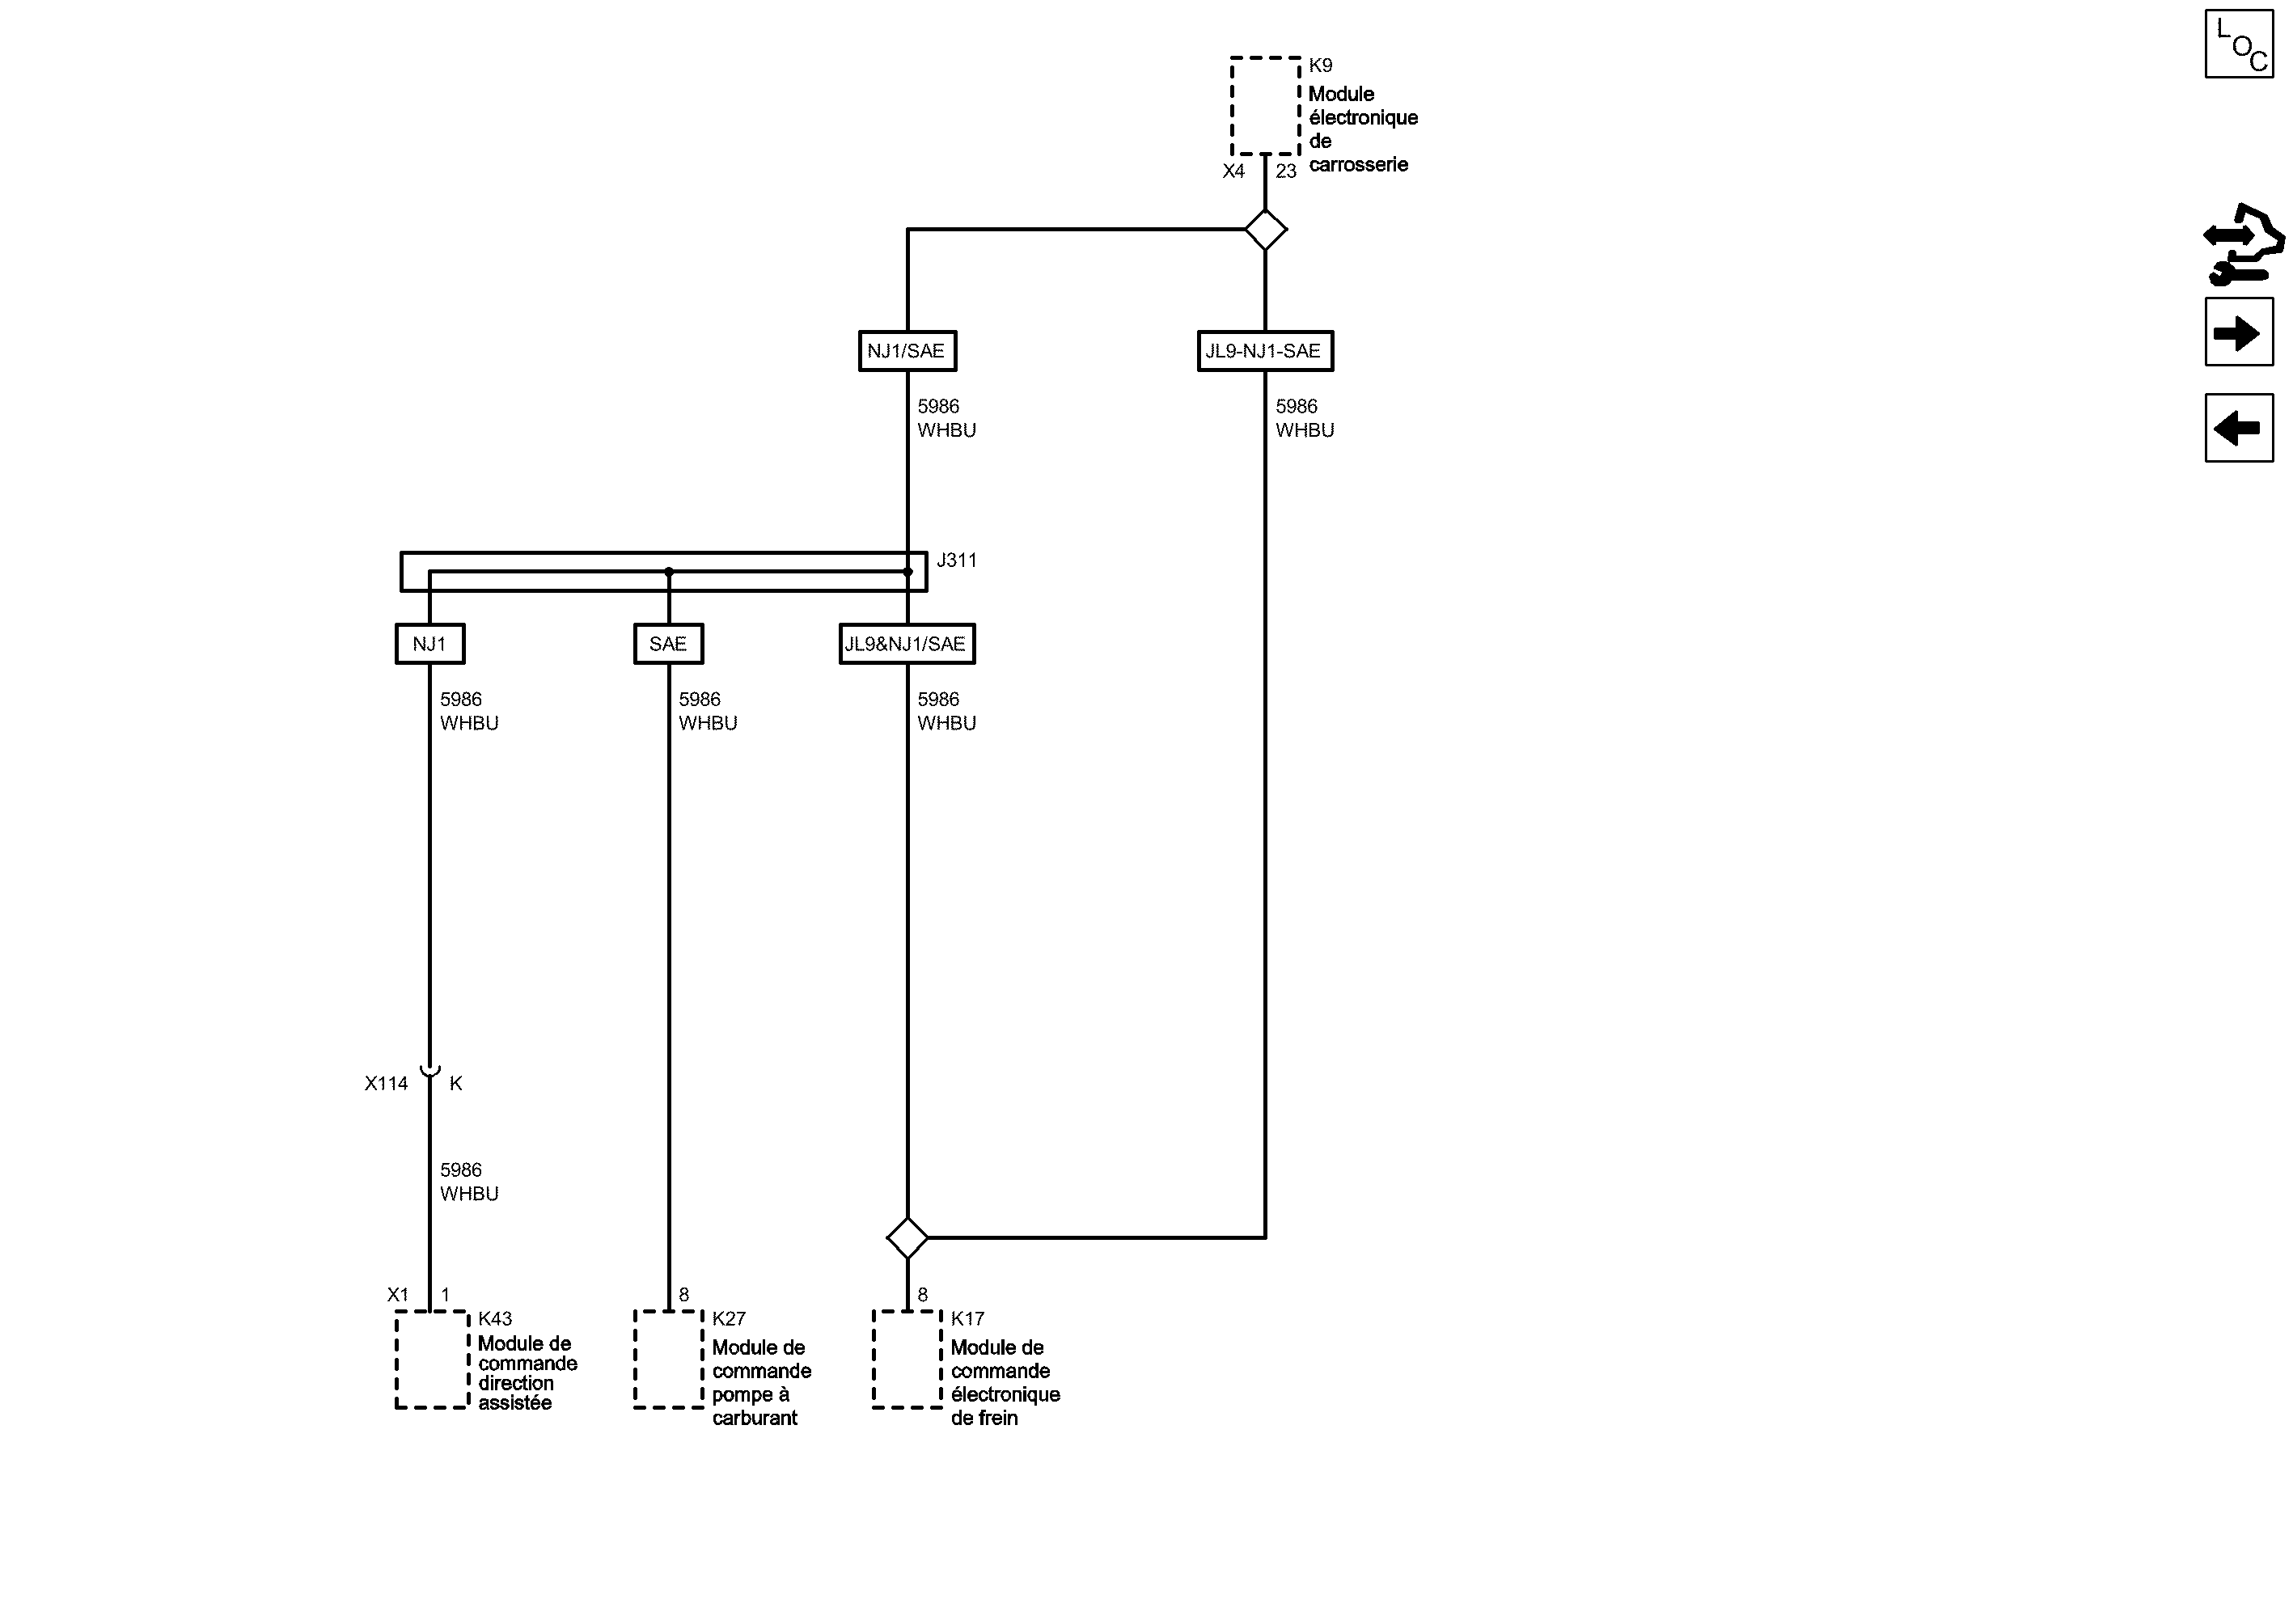 LOC
K9
Module
électronique
de
carrosserie
X4 23
NJ1/SAE
JL9-NJ1-SAE
5986
WHBU
5986
WHBU
J311
NJ1
SAE
JL9&NJ1/SAE
5986
WHBU
5986
WHBU
5986
WHBU
X114 K
5986
WHBU
X1 1
K43
Module de
commande
direction
assistée
8
K27
Module de
commande
pompe à
carburant
8
K17
Module de
commande
électronique
de frein